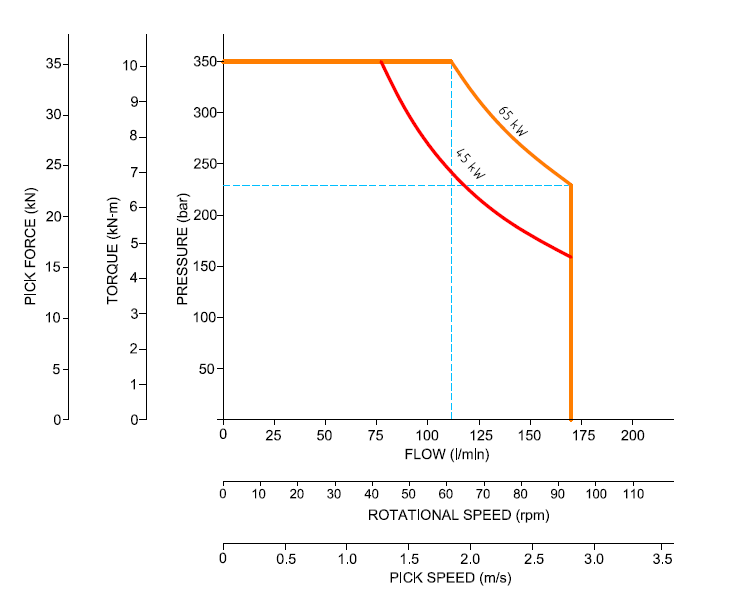 PICK FORCE (kN)
35
30
25
20
15
10
5
0
TORQUE (kN-m)
10
9
8
7
6
5
4
3
2
1
0
PRESSURE (bar)
350
300
250
200
150
100
50
65 kW
45 kW
0 25 50 75 100 125 150 175 200
FLOW (l/min)
0 10 20 30 40 50 60 70 80 90 100 110
ROTATIONAL SPEED (rpm)
0 0.5 1.0 1.5 2.0 2.5 3.0 3.5
PICK SPEED (m/s)